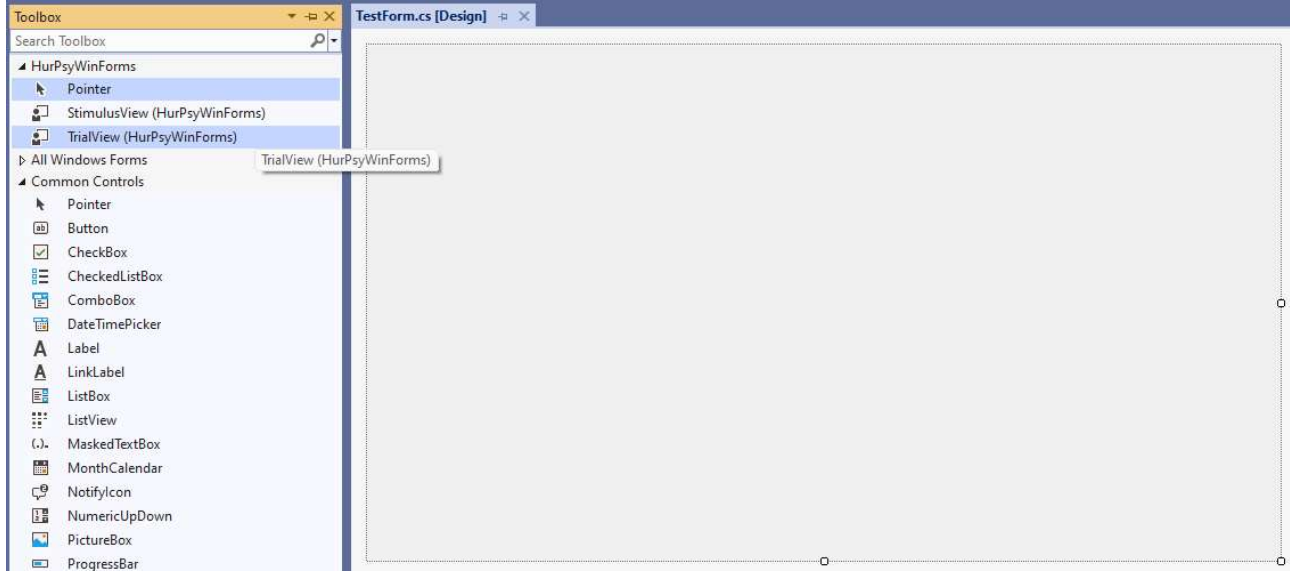 Toolbox
TestForm.cs [Design]
Search Toolbox
HurPsyWinForms
Pointer
StimulusView (HurPsyWinForms)
TrialView (HurPsyWinForms)
All Windows Forms
TrialView (HurPsyWinForms)
Common Controls
Pointer
Button
CheckBox
CheckedListBox
ComboBox
DateTimePicker
Label
LinkLabel
ListBox
ListView
MaskedTextBox
MonthCalendar
NotifyIcon
NumericUpDown
PictureBox
ProgressBar